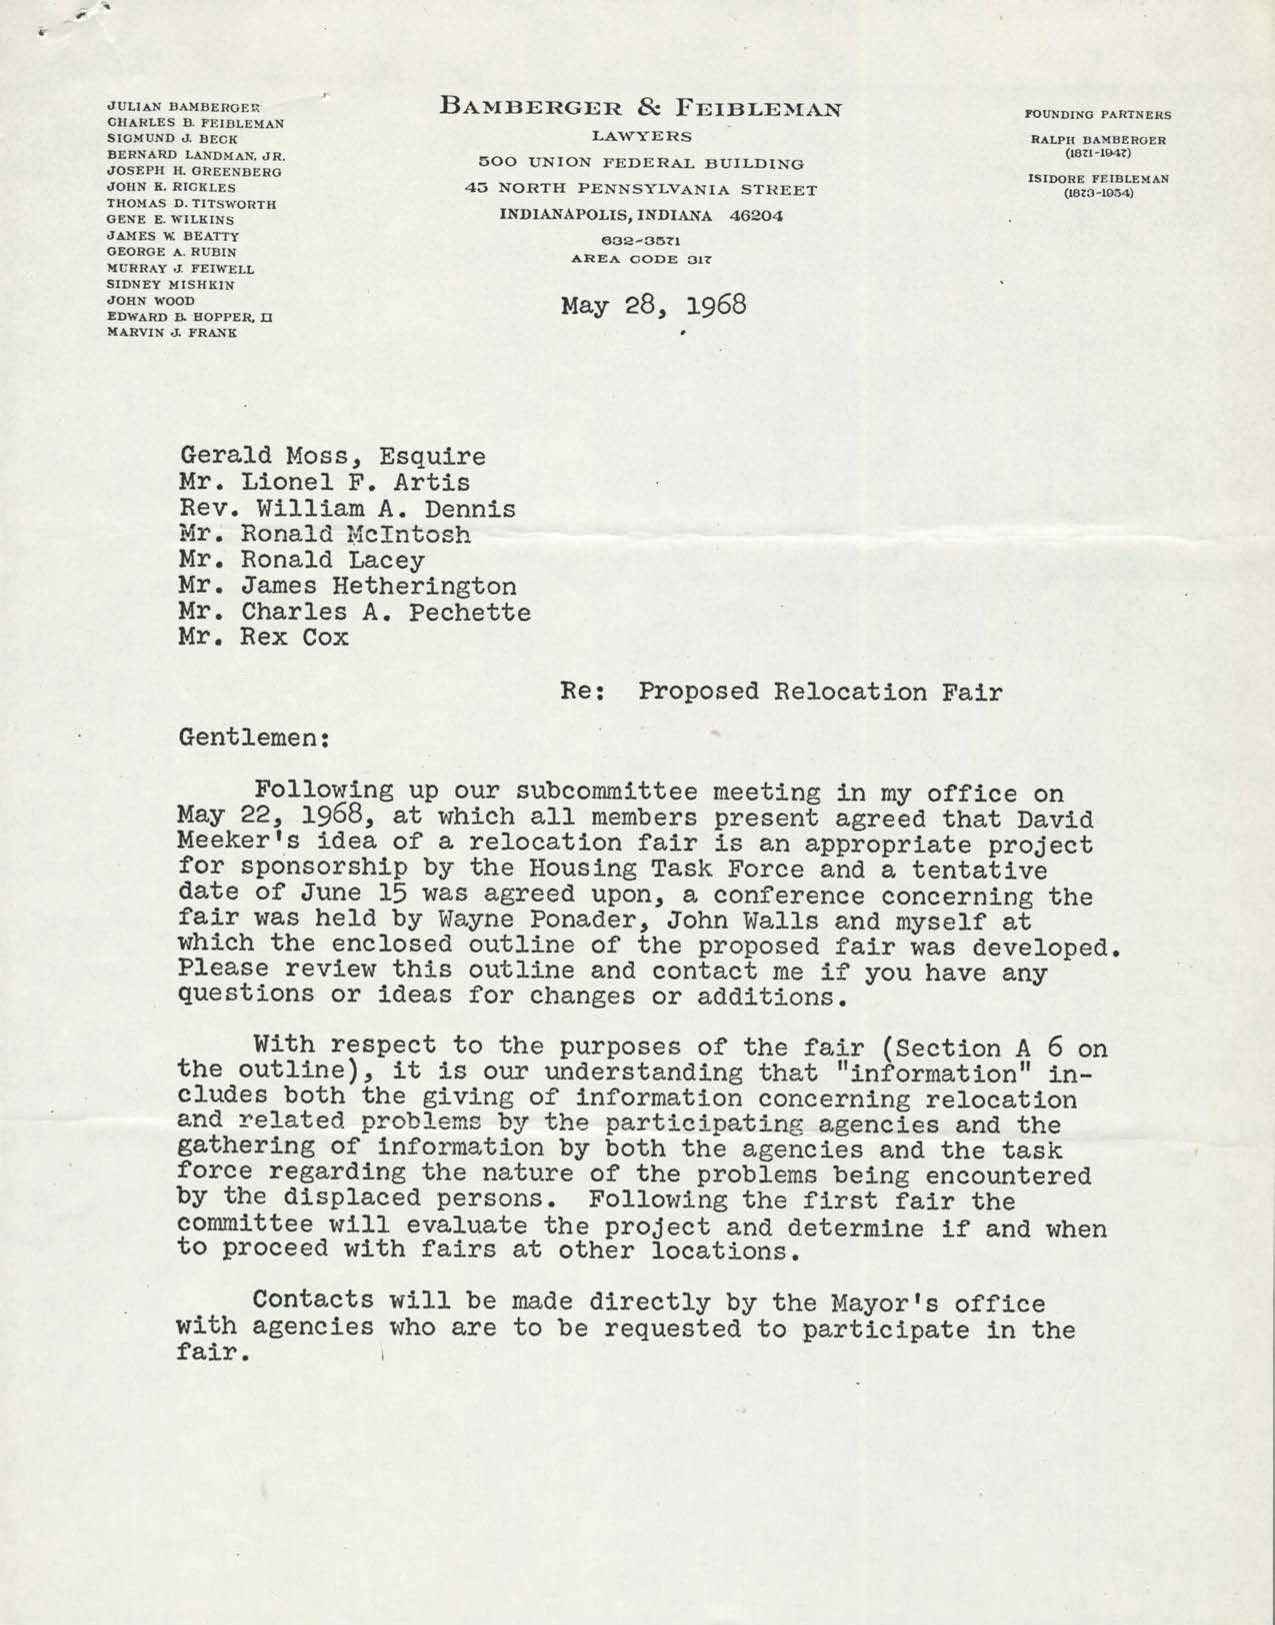 JULIAN BAMBERGER
CHARLES B. FEIBLEMAN
SIGMUND J. BECK
BERNARD LANDMAN, JR.
JOSEPH H. GREENBERG
JOHN K. RICKLES
THOMAS D. TITSWORTH
GENE E. WILKINS
JAMES W. BEATTY
GEORGE A. RUBIN
MURRAY J. FEIWELL
SIDNEY MISHKIN
JOHN WOOD
EDWARD B. HOPPER, II
MARVIN J. FRANK
BAMBERGER & FEIBLEMAN
LAWYERS
500 UNION FEDERAL BUILDING
45 NORTH PENNSYLVANIA STREET
INDIANAPOLIS, INDIANA 46204
632-3571
AREA CODE 317
FOUNDING PARTNERS
RALPH BAMBERGER
(1871-1947)
ISIDORE FEIBLEMAN
(1873-1954)
May 28, 1968
Gerald Moss, Esquire
Mr. Lionel F. Artis
Rev. William A. Dennis
Mr. Ronald McIntosh
Mr. Ronald Lacey
Mr. James Hetherington
Mr. Charles A. Pechette
Mr. Rex Cox
Re: Proposed Relocation Fair
Gentlemen:
Following up our subcommittee meeting in my office on
May 22, 1968, at which all members present agreed that David
Meeker's idea of a relocation fair is an appropriate project
for sponsorship by the Housing Task Force and a tentative
date of June 15 was agreed upon, a conference concerning the
fair was held by Wayne Ponader, John Walls and myself at
which the enclosed outline of the proposed fair was developed.
Please review this outline and contact me if you have any
questions or ideas for changes or additions.
With respect to the purposes of the fair (Section A 6 on
the outline), it is our understanding that "information" in-
cludes both the giving of information concerning relocation
and related problems by the participating agencies and the
gathering of information by both the agencies and the task
force regarding the nature of the problems being encountered
by the displaced persons. Following the first fair the
committee will evaluate the project and determine if and when
to proceed with fairs at other locations.
Contacts will be made directly by the Mayor's office
with agencies who are to be requested to participate in the
fair.